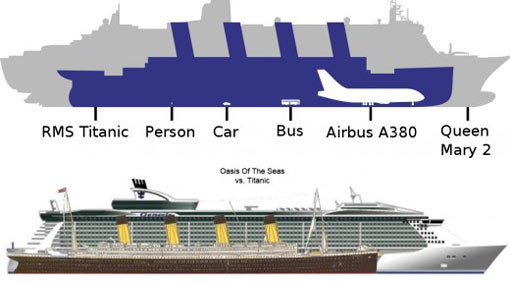 RMS Titanic Person Car Bus Airbus A380 Queen
Mary 2
Oasis Of The Seas
vs. Titanic